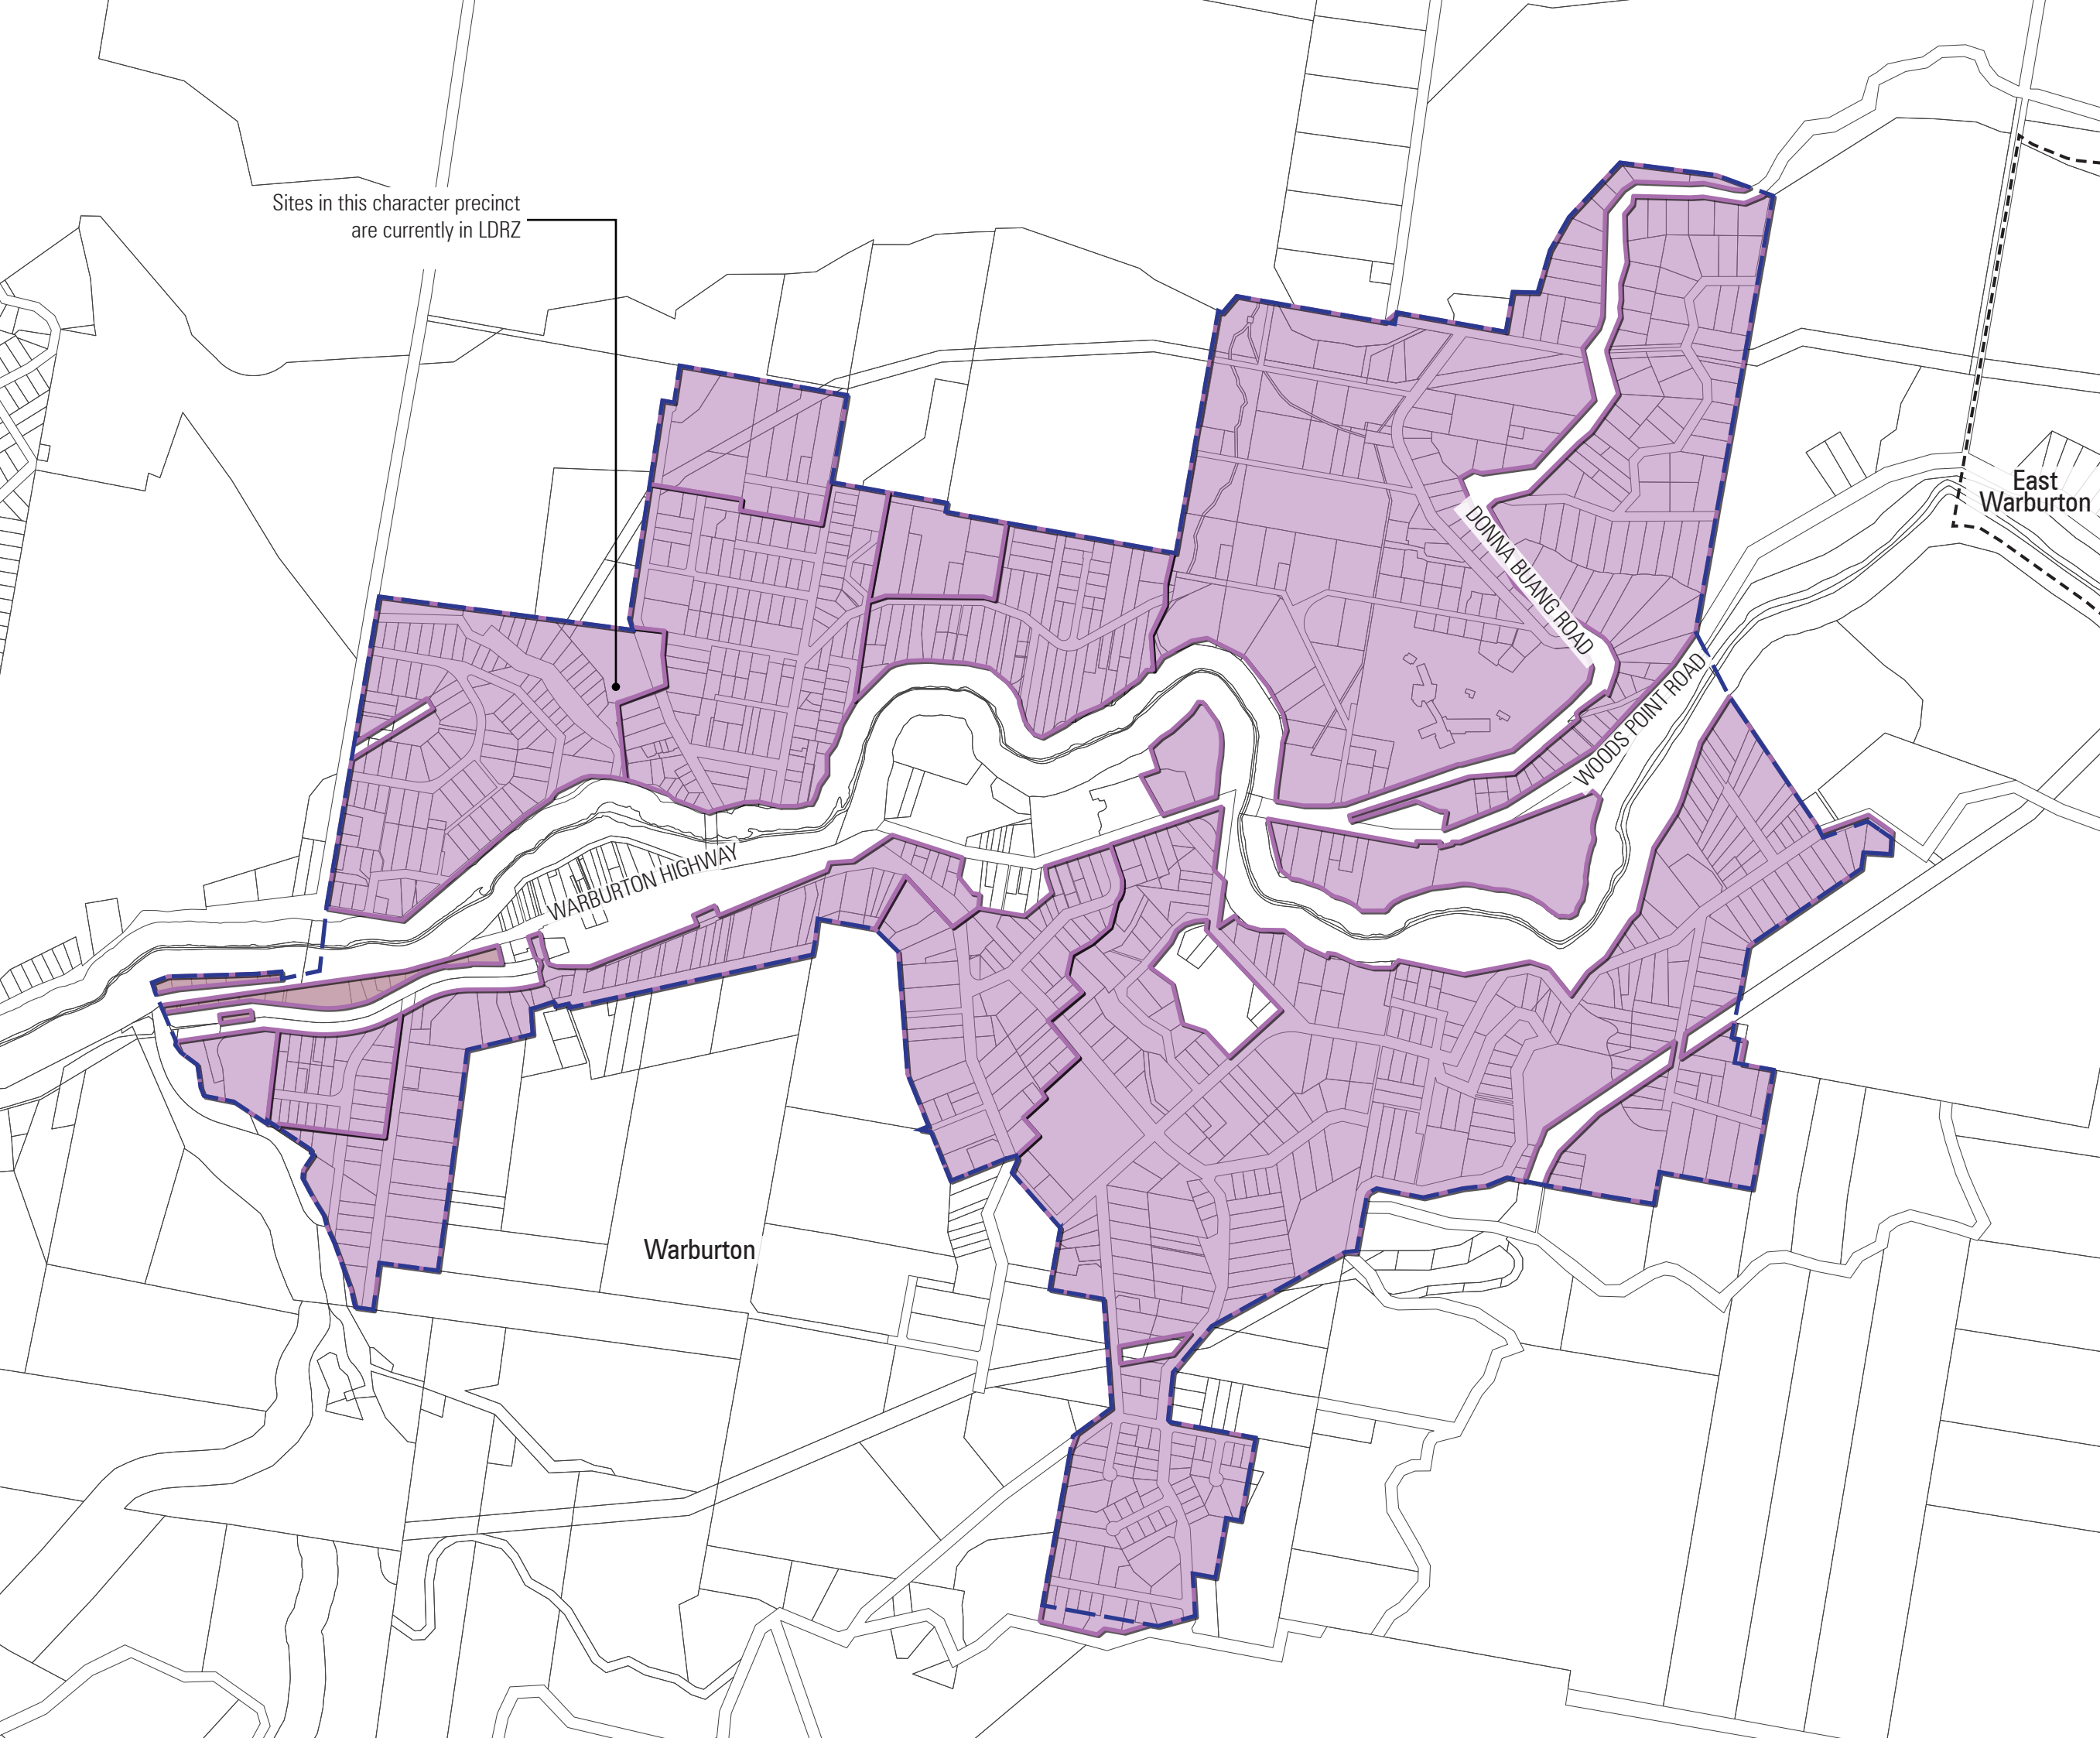 Sites in this character precinct
are currently in LDRZ
East
Warburton
DONNA BUANG ROAD
WOODS POINT ROAD
WARBURTON HIGHWAY
Warburton